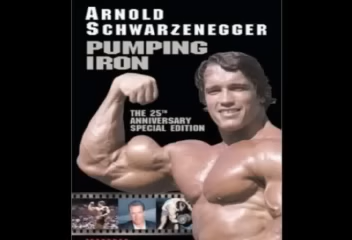 ARNOLD
SCHWARZENEGGER
PUMPING
IRON
THE 25TH
ANNIVERSARY
SPECIAL EDITION